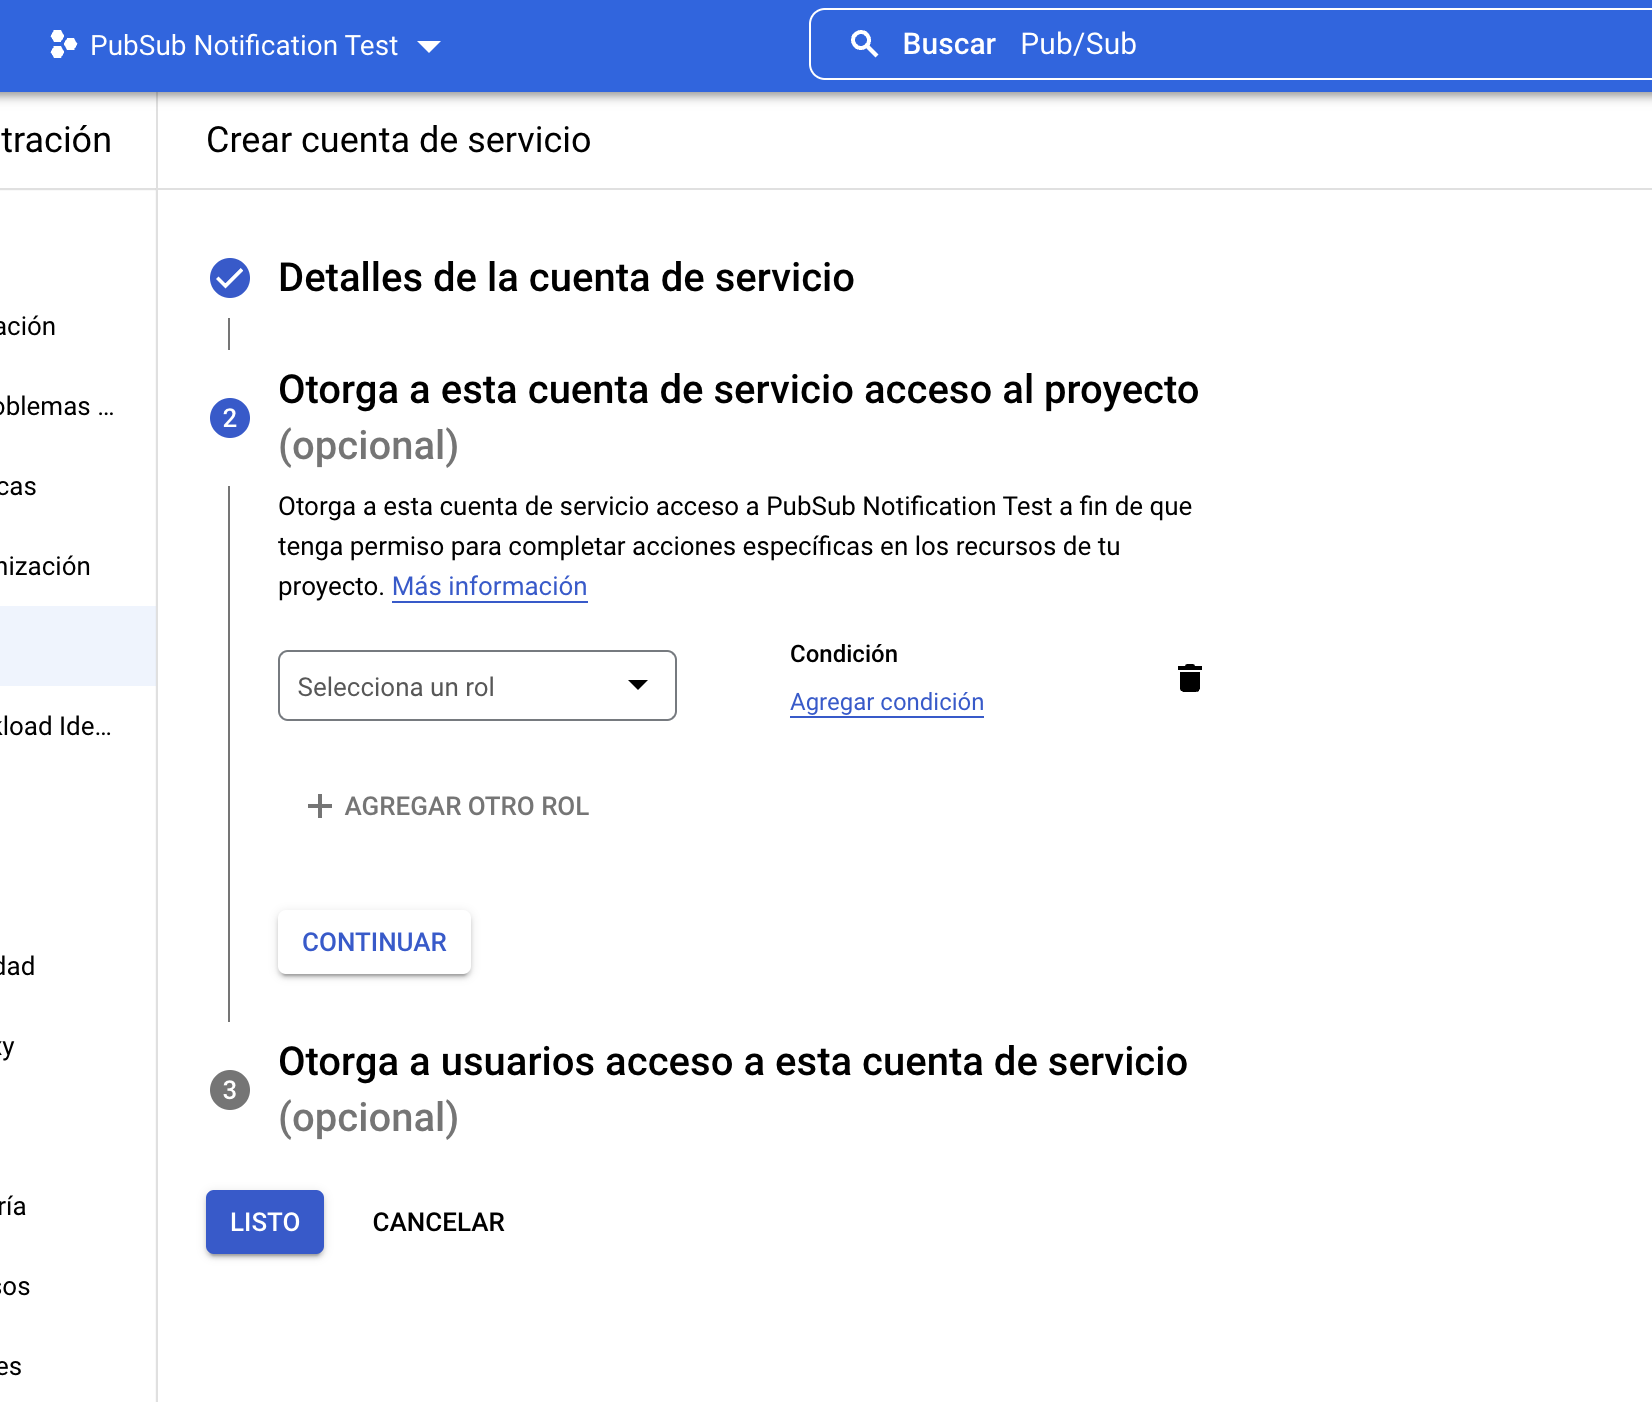 PubSub Notification Test
Buscar Pub/Sub
tración
Crear cuenta de servicio
ación
oblemas ...
cas
nización
load Ide...
dad
y
ría
sos
es
Detalles de la cuenta de servicio
2
Otorga a esta cuenta de servicio acceso al proyecto
(opcional)
Otorga a esta cuenta de servicio acceso a PubSub Notification Test a fin de que
tenga permiso para completar acciones específicas en los recursos de tu
proyecto. Más información
Selecciona un rol
Condición
Agregar condición
+ AGREGAR OTRO ROL
CONTINUAR
3
Otorga a usuarios acceso a esta cuenta de servicio
(opcional)
LISTO
CANCELAR